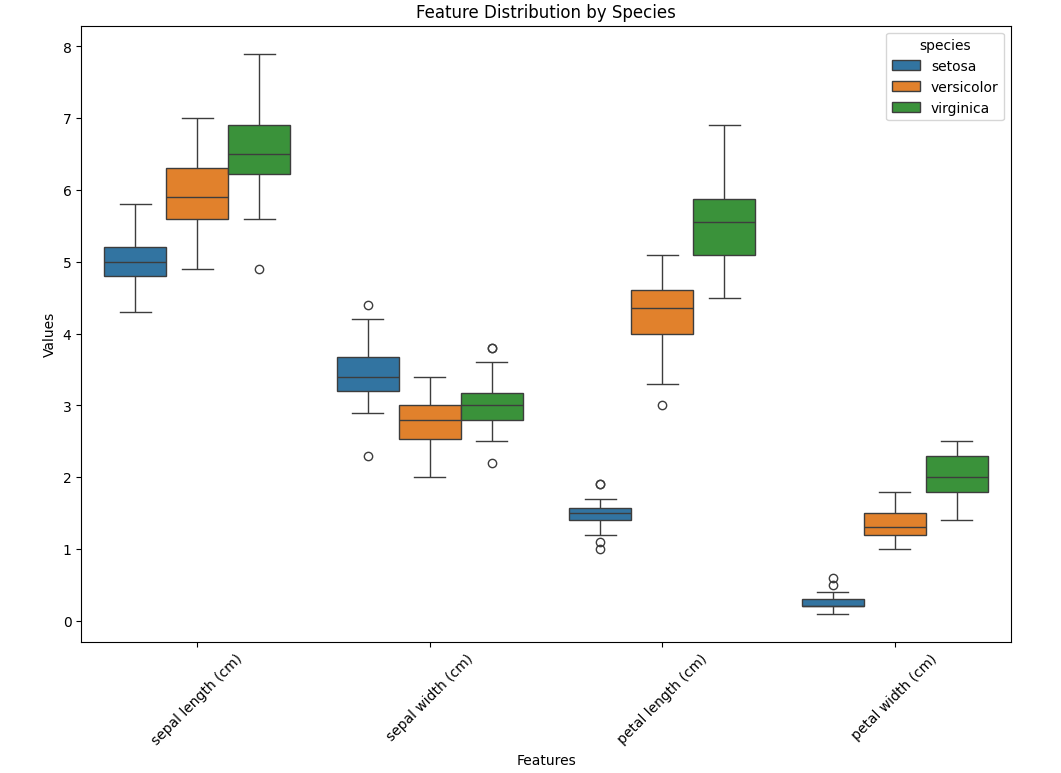 Feature Distribution by Species
species
setosa
versicolor
virginica
Values
8
7
6
5
4
3
2
1
0
sepal length (cm)
sepal width (cm)
petal length (cm)
petal width (cm)
Features